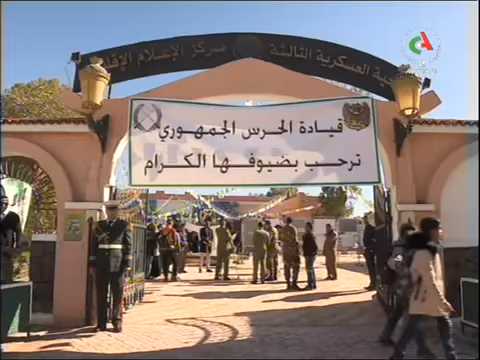 العسكرية الثالثة مركز الإعلام
قيادة الحرس الجمهوري
ترحب بضيوفها الكرام